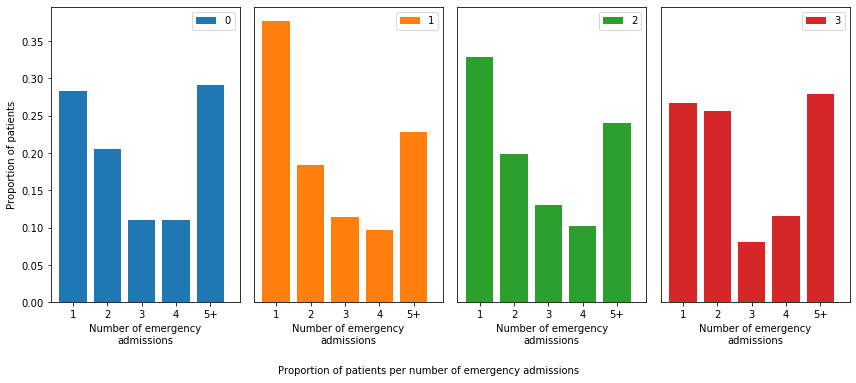 0
1
2
3
Proportion of patients
0.35
0.30
0.25
0.20
0.15
0.10
0.05
0.00
1 2 3 4 5+
1 2 3 4 5+
1 2 3 4 5+
1 2 3 4 5+
Number of emergency
admissions
Number of emergency
admissions
Number of emergency
admissions
Number of emergency
admissions
Proportion of patients per number of emergency admissions